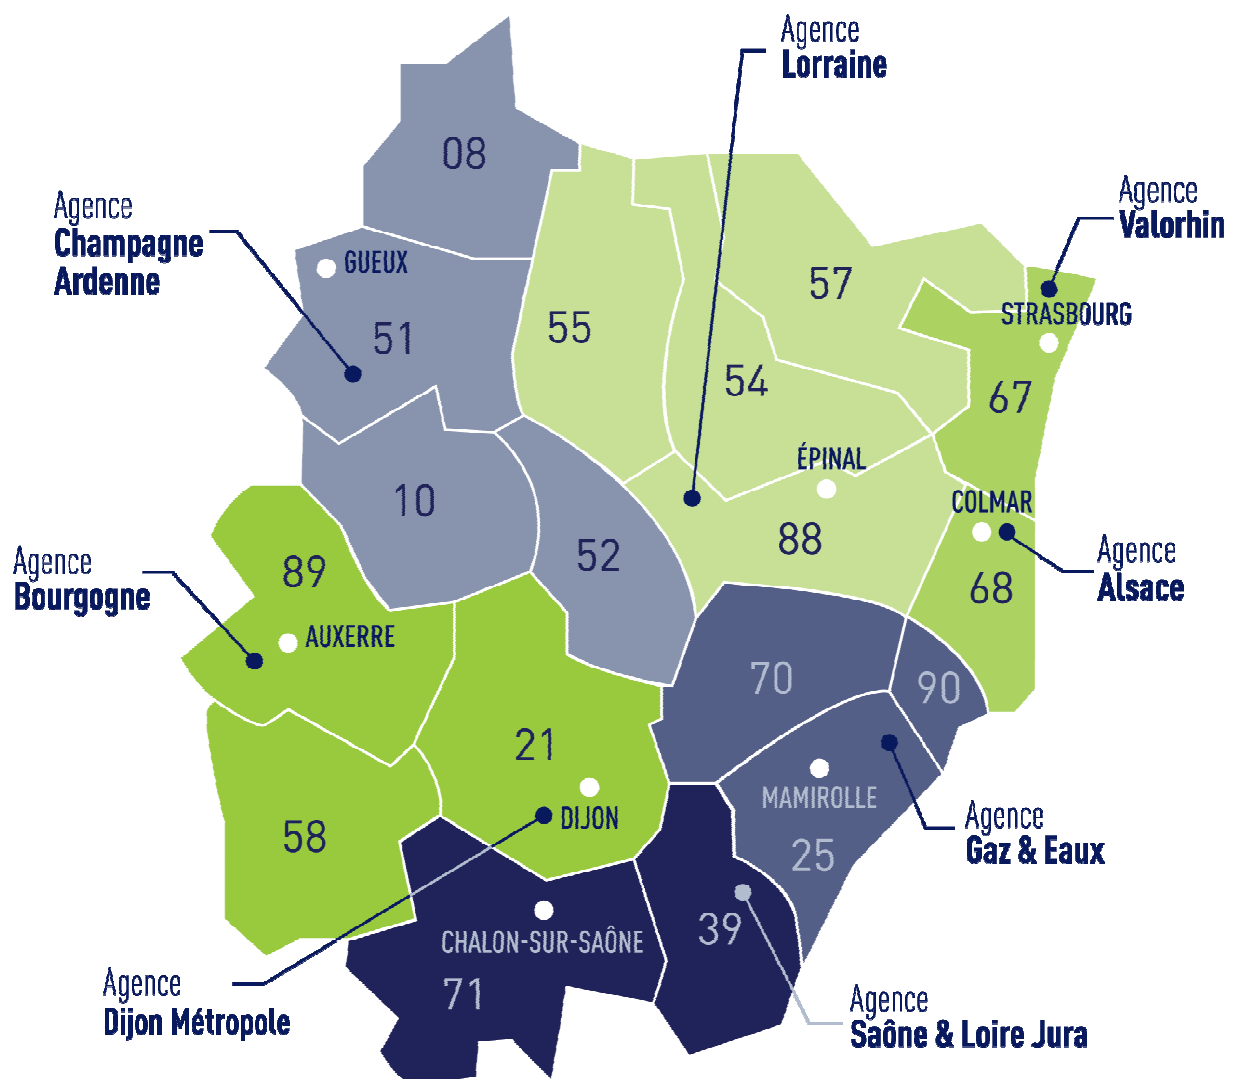 Agence
Lorraine
08
Agence
Valorhin
Agence
Champagne
Ardenne
GUEUX
57
STRASBOURG
55
51
54
67
ÉPINAL
10
COLMAR
88
52
Agence
Alsace
Agence
Bourgogne
89
68
AUXERRE
70
90
21
MAMIROLLE
DIJON
58
25
Agence
Gaz & Eaux
39
CHALON-SUR-SAÔNE
71
Agence
Dijon Métropole
Agence
Saône & Loire Jura